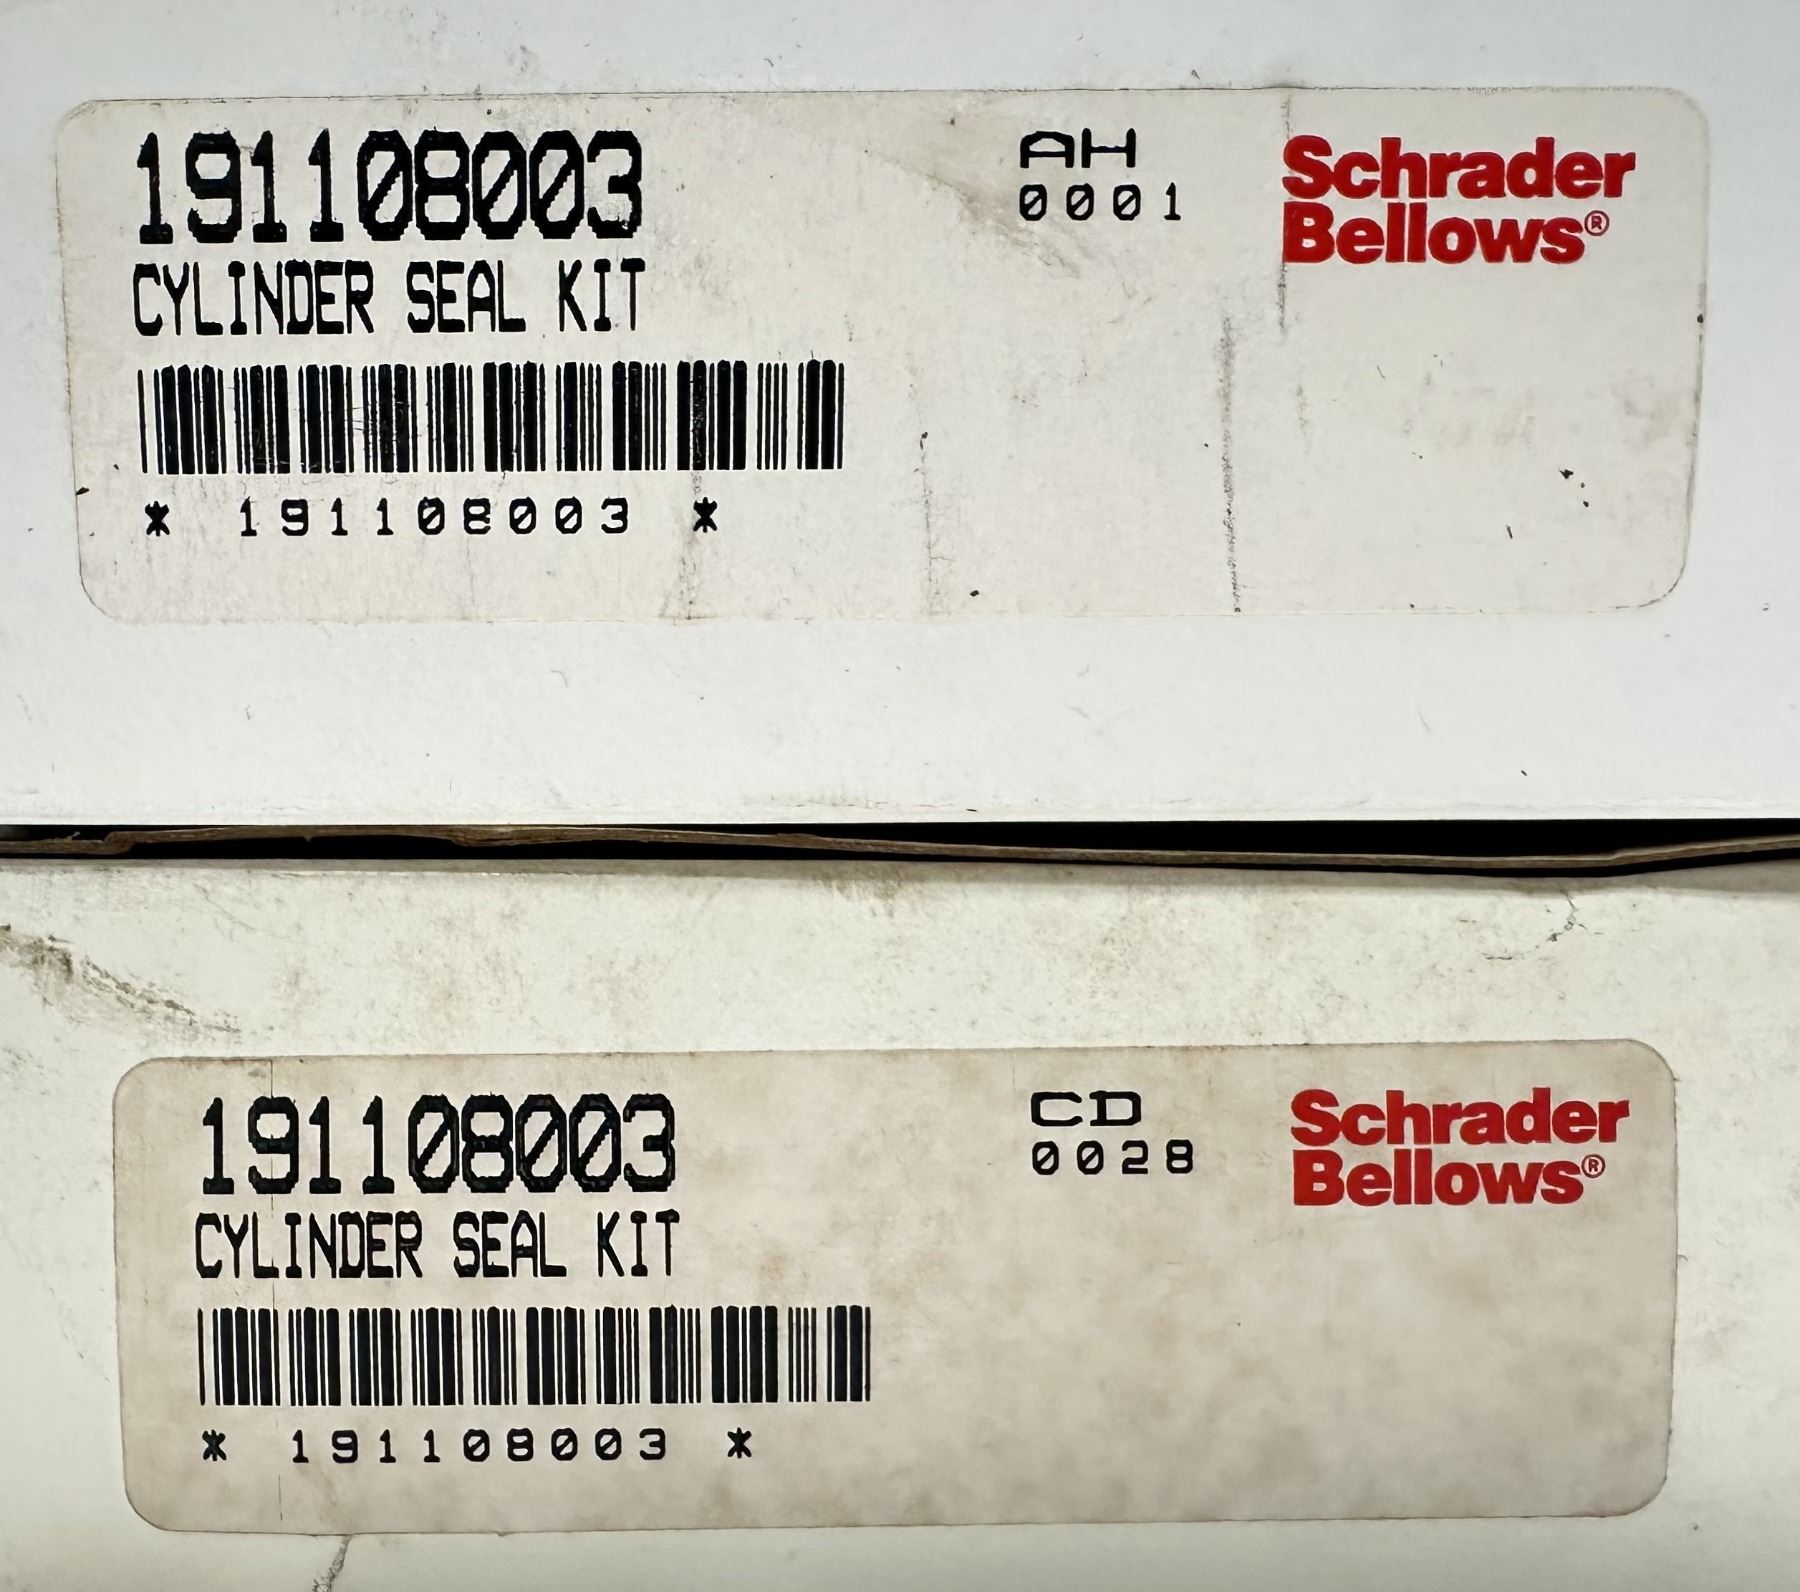 191108003
CYLINDER SEAL KIT
* 191108003 *
AH
0001
Schrader
Bellows®
191108003
CYLINDER SEAL KIT
* 191108003 *
CD
0028
Schrader
Bellows®